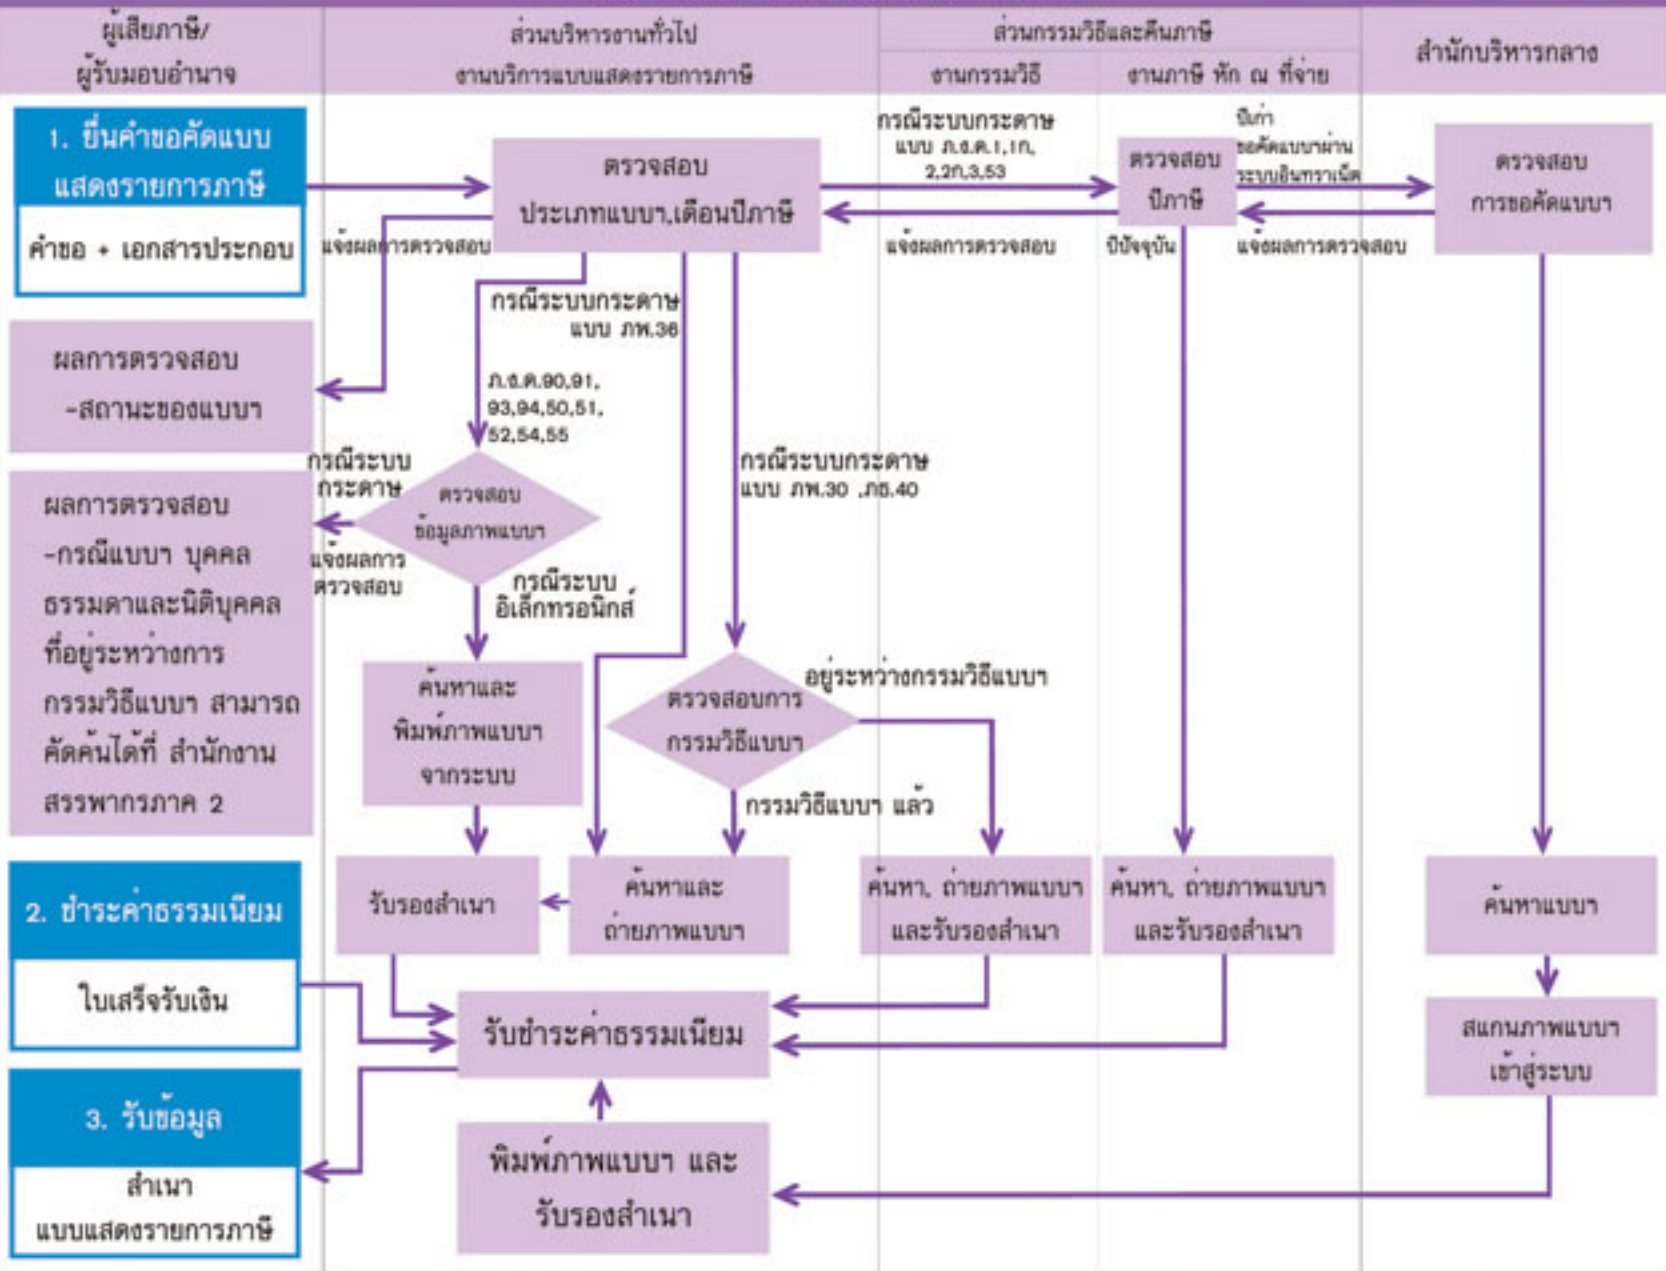 ผู้เสียภาษี/
ผู้รับมอบอำนาจ
ส่วนบริหารงานทั่วไป
งานบริการแบบแสดงรายการภาษี
ส่วนกรรมวิธีและคืนภาษี
งานกรรมวิธี
งานภาษี หัก ณ ที่จ่าย
สำนักบริหารกลาง
1. ยื่นคำขอคัดแบบ
แสดงรายการภาษี
คำขอ + เอกสารประกอบ
ตรวจสอบ
ประเภทแบบฯ,เดือนปีภาษี
กรณีระบบกระดาษ
แบบ ภ.ง.ด.1,1ก,
2,2ก,3,53
ตรวจสอบ
ปีภาษี
ปีเก่า
ขอคัดแบบฯผ่าน
ระบบอินทราเน็ต
ตรวจสอบ
การขอคัดแบบฯ
แจ้งผลการตรวจสอบ
แจ้งผลการตรวจสอบ
ปีปัจจุบัน
แจ้งผลการตรวจสอบ
กรณีระบบกระดาษ
แบบ ภพ.36
ผลการตรวจสอบ
-สถานะของแบบฯ
ภ.ง.ด.90,91,
93,94,50,51,
52,54,55
กรณีระบบ
กระดาษ
ตรวจสอบ
ข้อมูลภาพแบบฯ
กรณีระบบกระดาษ
แบบ ภพ.30 ,ภธ.40
ผลการตรวจสอบ
-กรณีแบบฯ บุคคล
ธรรมดาและนิติบุคคล
ที่อยู่ระหว่างการ
กรรมวิธีแบบฯ สามารถ
คัดค้นได้ที่ สำนักงาน
สรรพากรภาค 2
แจ้งผลการ
ตรวจสอบ
กรณีระบบ
อิเล็กทรอนิกส์
ค้นหาและ
พิมพ์ภาพแบบฯ
จากระบบ
ตรวจสอบการ
กรรมวิธีแบบฯ
อยู่ระหว่างกรรมวิธีแบบฯ
กรรมวิธีแบบฯ แล้ว
2. ชำระค่าธรรมเนียม
ใบเสร็จรับเงิน
รับรองสำเนา
ค้นหาและ
ถ่ายภาพแบบฯ
ค้นหา, ถ่ายภาพแบบฯ
และรับรองสำเนา
ค้นหา, ถ่ายภาพแบบฯ
และรับรองสำเนา
ค้นหาแบบฯ
รับชำระค่าธรรมเนียม
สแกนภาพแบบฯ
เข้าสู่ระบบ
3. รับข้อมูล
สำเนา
แบบแสดงรายการภาษี
พิมพ์ภาพแบบฯ และ
รับรองสำเนา